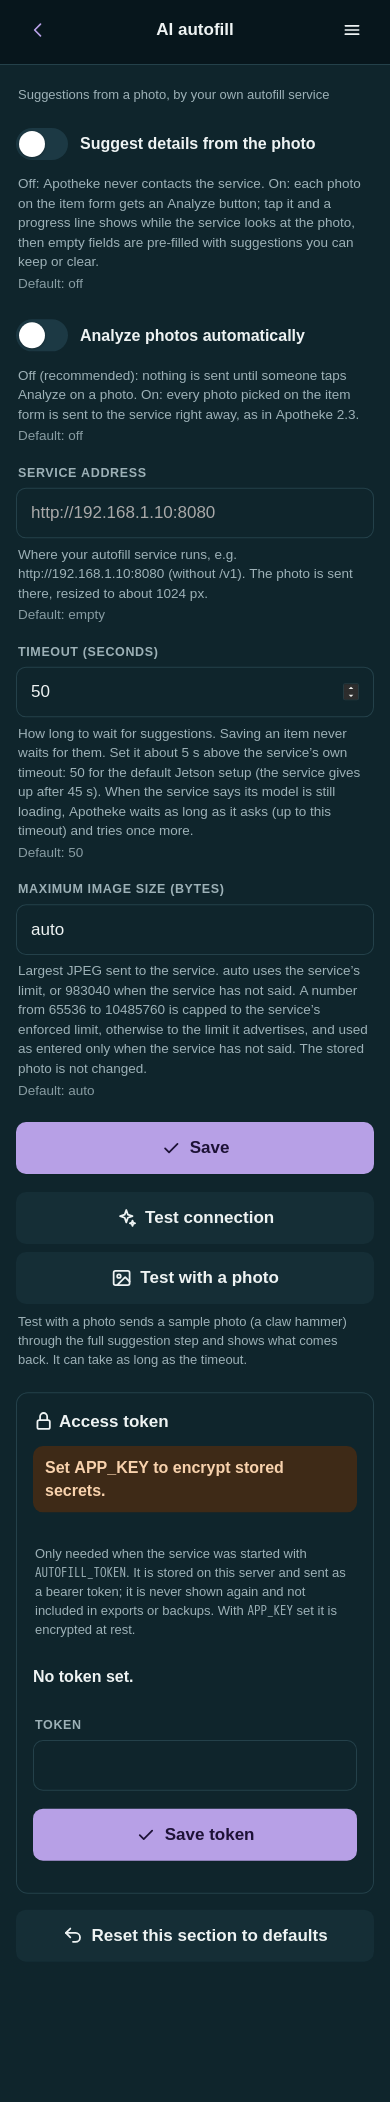 AI autofill
Suggestions from a photo, by your own autofill service
Suggest details from the photo
Off: Apotheke never contacts the service. On: each photo
on the item form gets an Analyze button; tap it and a
progress line shows while the service looks at the photo,
then empty fields are pre-filled with suggestions you can
keep or clear.
Default: off
Analyze photos automatically
Off (recommended): nothing is sent until someone taps
Analyze on a photo. On: every photo picked on the item
form is sent to the service right away, as in Apotheke 2.3.
Default: off
SERVICE ADDRESS
http://192.168.1.10:8080
Where your autofill service runs, e.g.
http://192.168.1.10:8080 (without /v1). The photo is sent
there, resized to about 1024 px.
Default: empty
TIMEOUT (SECONDS)
50
How long to wait for suggestions. Saving an item never
waits for them. Set it about 5 s above the service's own
timeout: 50 for the default Jetson setup (the service gives
up after 45 s). When the service says its model is still
loading, Apotheke waits as long as it asks (up to this
timeout) and tries once more.
Default: 50
MAXIMUM IMAGE SIZE (BYTES)
auto
Largest JPEG sent to the service. auto uses the service's
limit, or 983040 when the service has not said. A number
from 65536 to 10485760 is capped to the service's
enforced limit, otherwise to the limit it advertises, and used
as entered only when the service has not said. The stored
photo is not changed.
Default: auto
Save
Test connection
Test with a photo
Test with a photo sends a sample photo (a claw hammer)
through the full suggestion step and shows what comes
back. It can take as long as the timeout.
Access token
Set APP_KEY to encrypt stored
secrets.
Only needed when the service was started with
AUTOFILL_TOKEN. It is stored on this server and sent as
a bearer token; it is never shown again and not
included in exports or backups. With APP_KEY set it is
encrypted at rest.
No token set.
TOKEN
Save token
Reset this section to defaults